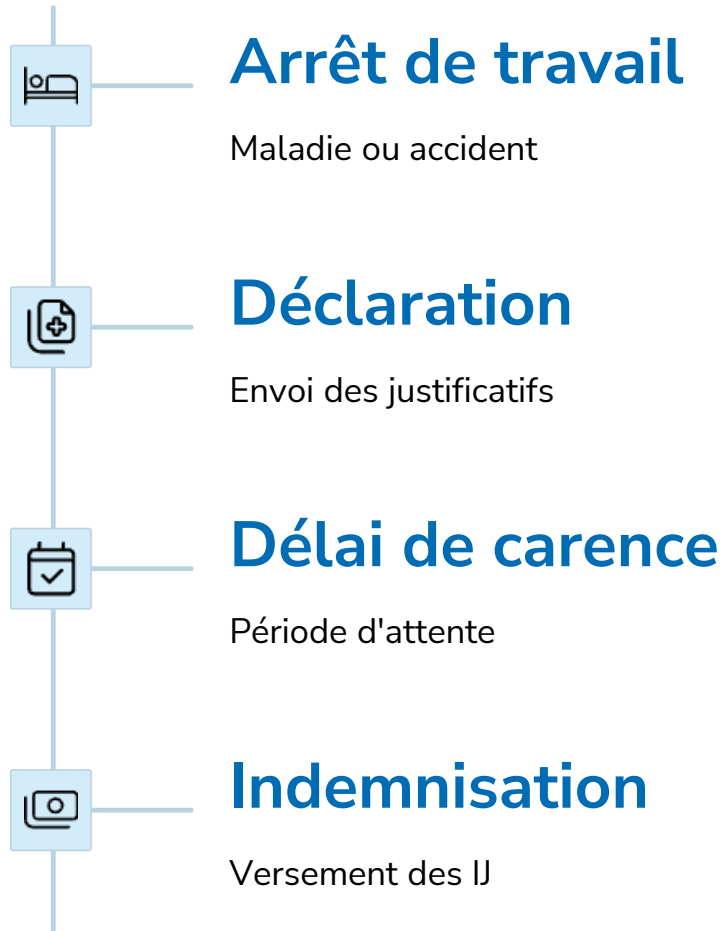 Arrêt de travail
Maladie ou accident
Déclaration
Envoi des justificatifs
Délai de carence
Période d'attente
Indemnisation
Versement des IJ